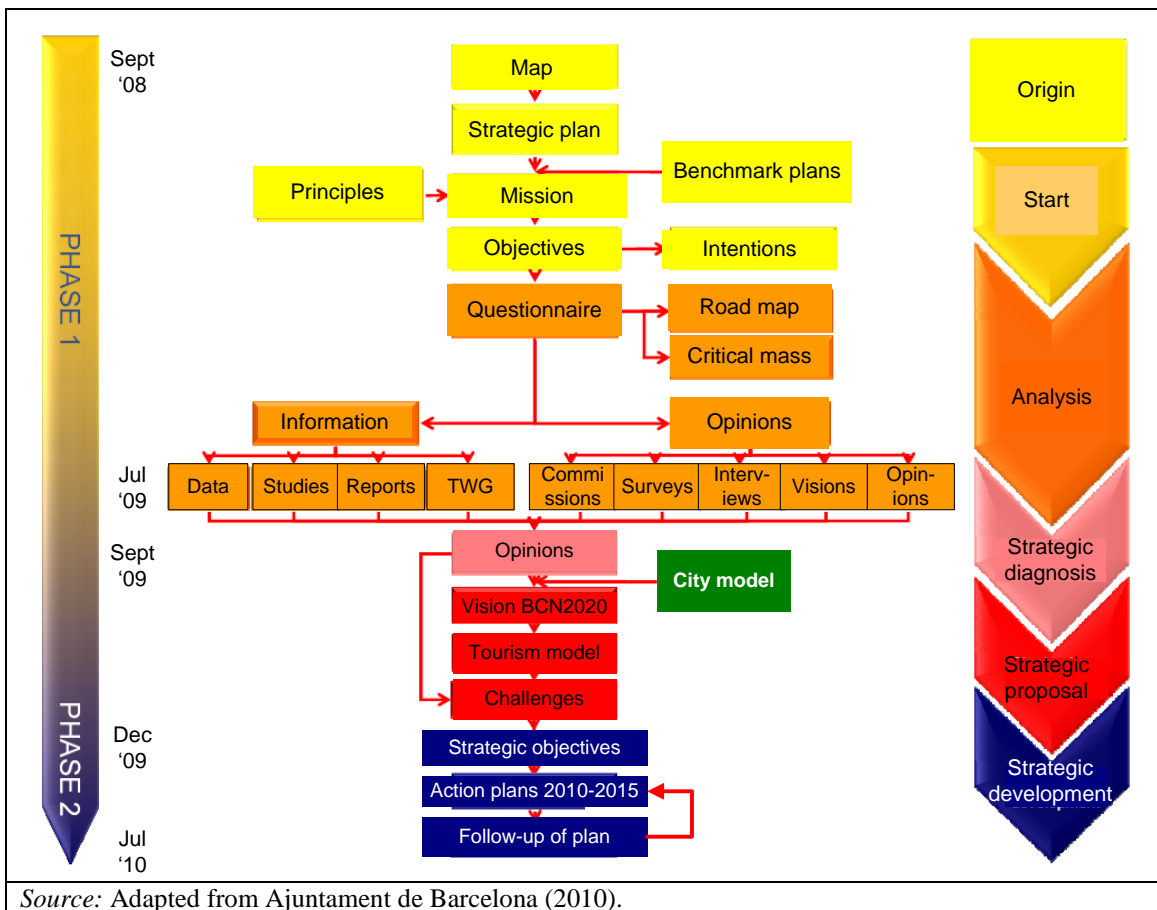 Sept
‘08
Map
Origin
Strategic plan
Benchmark plans
Principles
Mission
Start
PHASE 1
Objectives
Intentions
Questionnaire
Road map
Critical mass
Analysis
Information
Opinions
Jul
‘09
Data
Studies
Reports
TWG
Commi
ssions
Surveys
Interv-
iews
Visions
Opin-
ions
Sept
‘09
Opinions
City model
Strategic
diagnosis
Vision BCN2020
Tourism model
Challenges
Strategic
proposal
PHASE 2
Dec
‘09
Strategic objectives
Action plans 2010-2015
Strategic
development
Follow-up of plan
Jul
‘10
Source: Adapted from Ajuntament de Barcelona (2010).